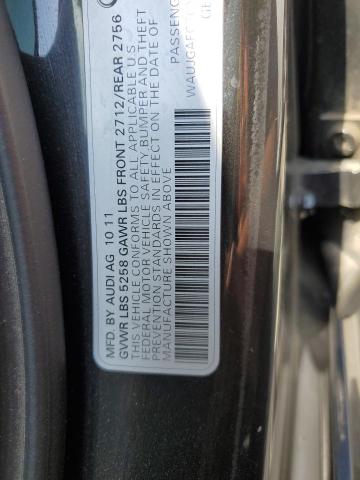 MFD. BY AUDI AG 10 11
GVWR LBS 5258 GAWR LBS FRONT 2712/REAR 2756
THIS VEHICLE CONFORMS TO ALL APPLICABLE U.S.
FEDERAL MOTOR VEHICLE SAFETY BUMPER AND THEFT
PREVENTION STANDARDS IN EFFECT ON THE DATE OF
MANUFACTURE SHOWN ABOVE
PASSENG